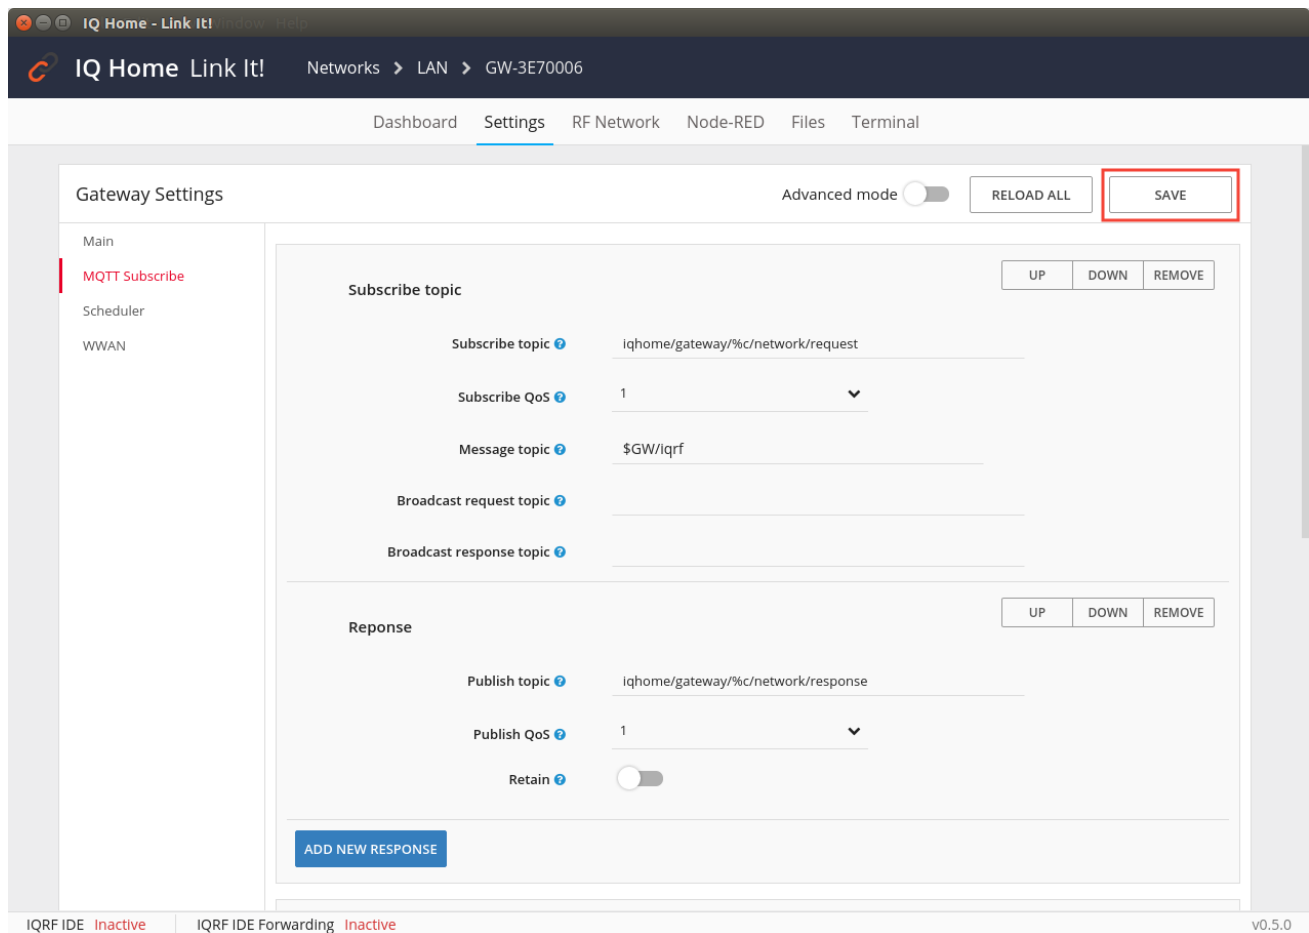 IQ Home - Link It! Window Help
IQ Home Link It! Networks > LAN > GW-3E70006
Dashboard Settings RF Network Node-RED Files Terminal
Gateway Settings Advanced mode RELOAD ALL SAVE
Main
MQTT Subscribe
Scheduler
WWAN
UP DOWN REMOVE
Subscribe topic
Subscribe topic ? iqhome/gateway/%c/network/request
Subscribe QoS ? 1
Message topic ? $GW/iqrf
Broadcast request topic ?
Broadcast response topic ?
UP DOWN REMOVE
Reponse
Publish topic ? iqhome/gateway/%c/network/response
Publish QoS ? 1
Retain ?
ADD NEW RESPONSE
IQRF IDE Inactive IQRF IDE Forwarding Inactive v0.5.0